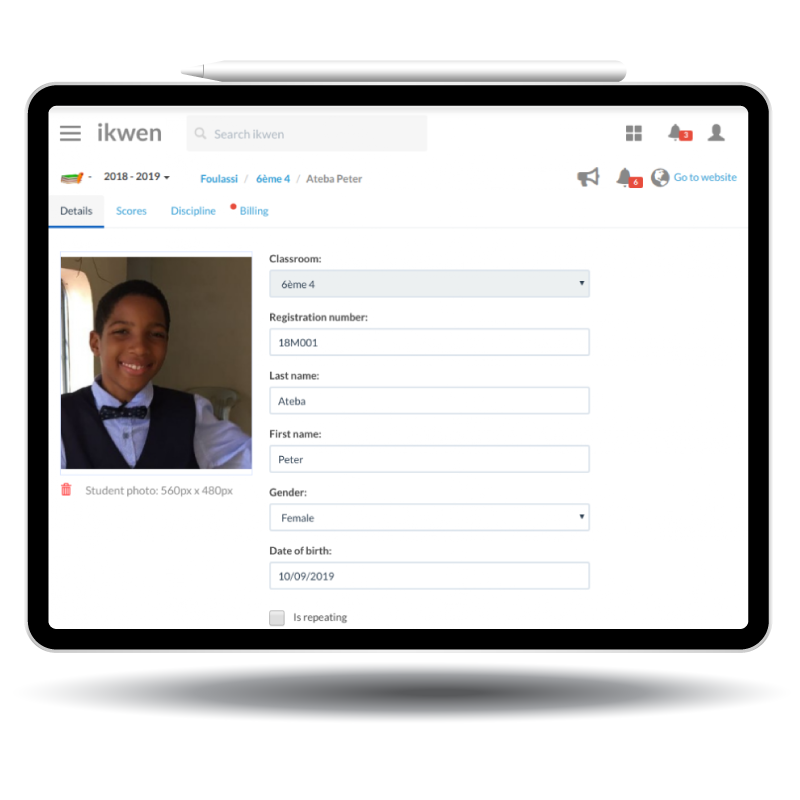 ikwen
Search ikwen
3
- 2018 - 2019
Foulassi / 6ème 4 / Ateba Peter
6
Go to website
Details Scores Discipline Billing
Classroom:
6ème 4
Registration number:
18M001
Last name:
Ateba
First name:
Peter
Gender:
Female
Date of birth:
10/09/2019
Is repeating
Student photo: 560px x 480px